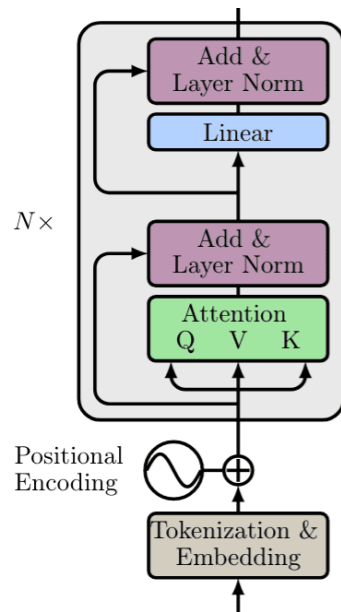 Add &
Layer Norm
Linear
N×
Add &
Layer Norm
Attention
Q V K
Positional
Encoding
Tokenization &
Embedding